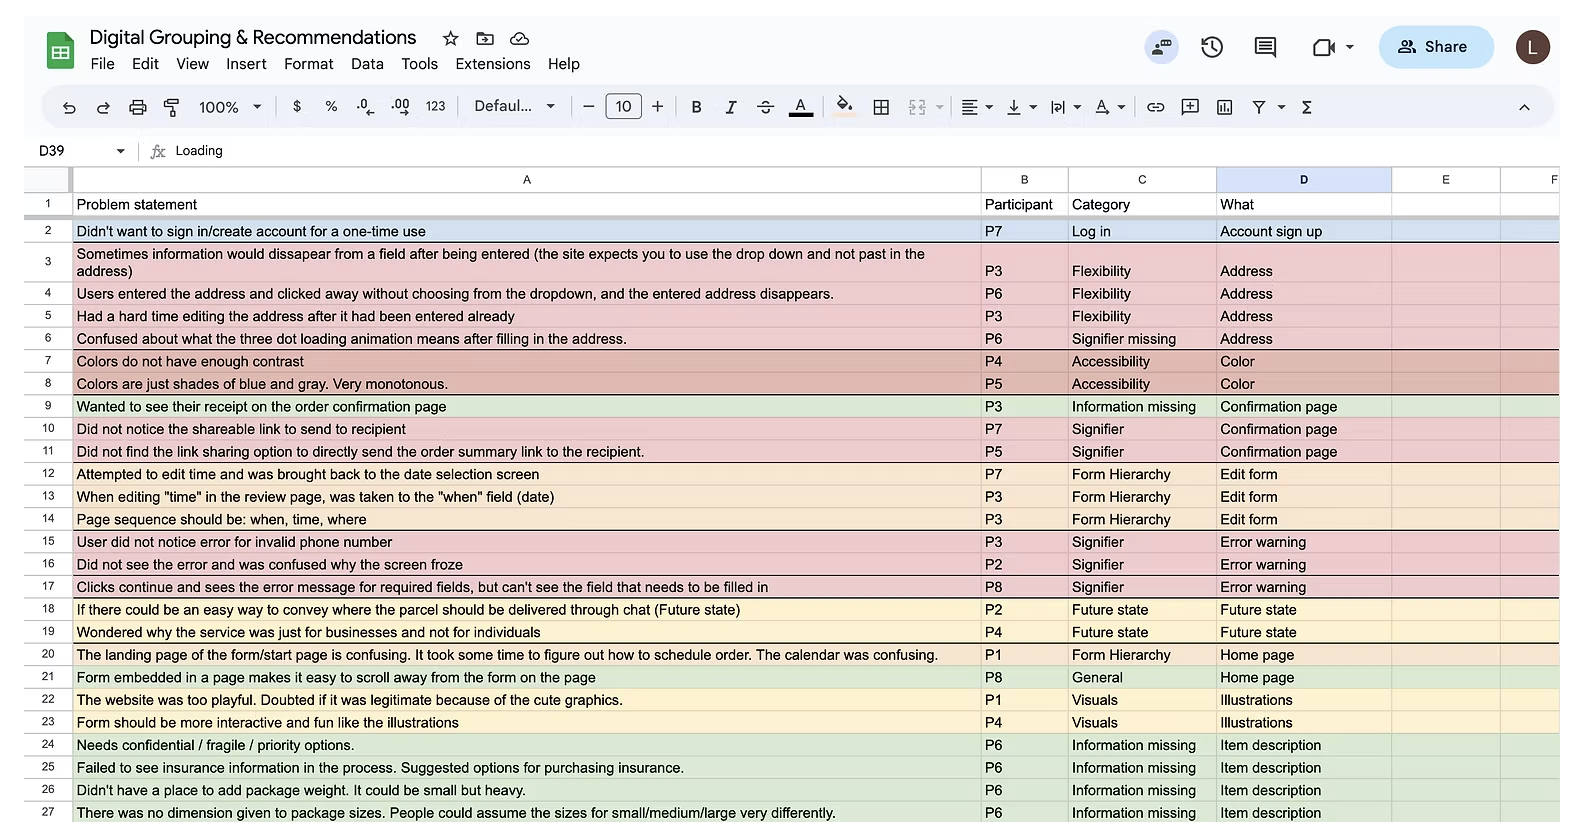 Digital Grouping & Recommendations
File Edit View Insert Format Data Tools Extensions Help
Share
L
100% $ % .0 .00 123 Defaul... 10 B I S A
D39 fx Loading
A B C D E F
1 Problem statement Participant Category What
2 Didn't want to sign in/create account for a one-time use P7 Log in Account sign up
Sometimes information would dissapear from a field after being entered (the site expects you to use the drop down and not past in the
3 address) P3 Flexibility Address
4 Users entered the address and clicked away without choosing from the dropdown, and the entered address disappears. P6 Flexibility Address
5 Had a hard time editing the address after it had been entered already P3 Flexibility Address
6 Confused about what the three dot loading animation means after filling in the address. P6 Signifier missing Address
7 Colors do not have enough contrast P4 Accessibility Color
8 Colors are just shades of blue and gray. Very monotonous. P5 Accessibility Color
9 Wanted to see their receipt on the order confirmation page P3 Information missing Confirmation page
10 Did not notice the shareable link to send to recipient P7 Signifier Confirmation page
11 Did not find the link sharing option to directly send the order summary link to the recipient. P5 Signifier Confirmation page
12 Attempted to edit time and was brought back to the date selection screen P7 Form Hierarchy Edit form
13 When editing "time" in the review page, was taken to the "when" field (date) P3 Form Hierarchy Edit form
14 Page sequence should be: when, time, where P3 Form Hierarchy Edit form
15 User did not notice error for invalid phone number P3 Signifier Error warning
16 Did not see the error and was confused why the screen froze P2 Signifier Error warning
17 Clicks continue and sees the error message for required fields, but can't see the field that needs to be filled in P8 Signifier Error warning
18 If there could be an easy way to convey where the parcel should be delivered through chat (Future state) P2 Future state Future state
19 Wondered why the service was just for businesses and not for individuals P4 Future state Future state
20 The landing page of the form/start page is confusing. It took some time to figure out how to schedule order. The calendar was confusing. P1 Form Hierarchy Home page
21 Form embedded in a page makes it easy to scroll away from the form on the page P8 General Home page
22 The website was too playful. Doubted if it was legitimate because of the cute graphics. P1 Visuals Illustrations
23 Form should be more interactive and fun like the illustrations P4 Visuals Illustrations
24 Needs confidential / fragile / priority options. P6 Information missing Item description
25 Failed to see insurance information in the process. Suggested options for purchasing insurance. P6 Information missing Item description
26 Didn't have a place to add package weight. It could be small but heavy. P6 Information missing Item description
27 There was no dimension given to package sizes. People could assume the sizes for small/medium/large very differently. P6 Information missing Item description